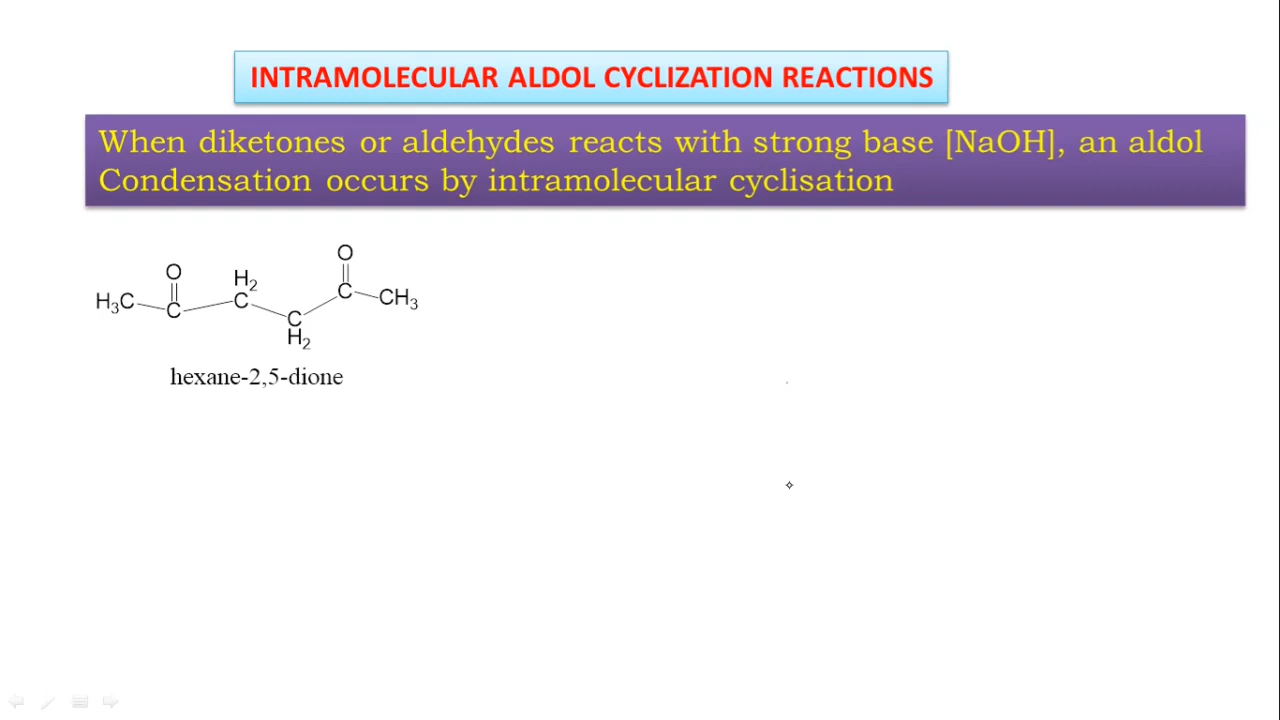 INTRAMOLECULAR ALDOL CYCLIZATION REACTIONS
When diketones or aldehydes reacts with strong base [NaOH], an aldol
Condensation occurs by intramolecular cyclisation
O
O
H2
H3C
C
C
C
CH3
C
H2
hexane-2,5-dione